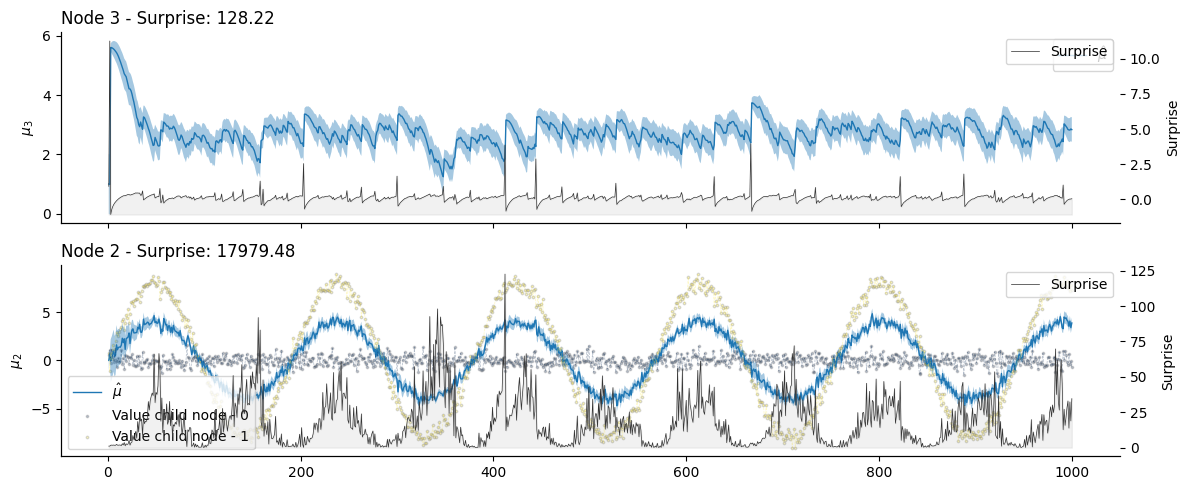 Node 3 - Surprise: 128.22
6
4
2
0
μ3
Surprise
10.0
7.5
5.0
2.5
0.0
Surprise
Node 2 - Surprise: 17979.48
5
0
−5
μ2
μ̂
Value child node - 0
Value child node - 1
Surprise
125
100
75
50
25
0
Surprise
0
200
400
600
800
1000